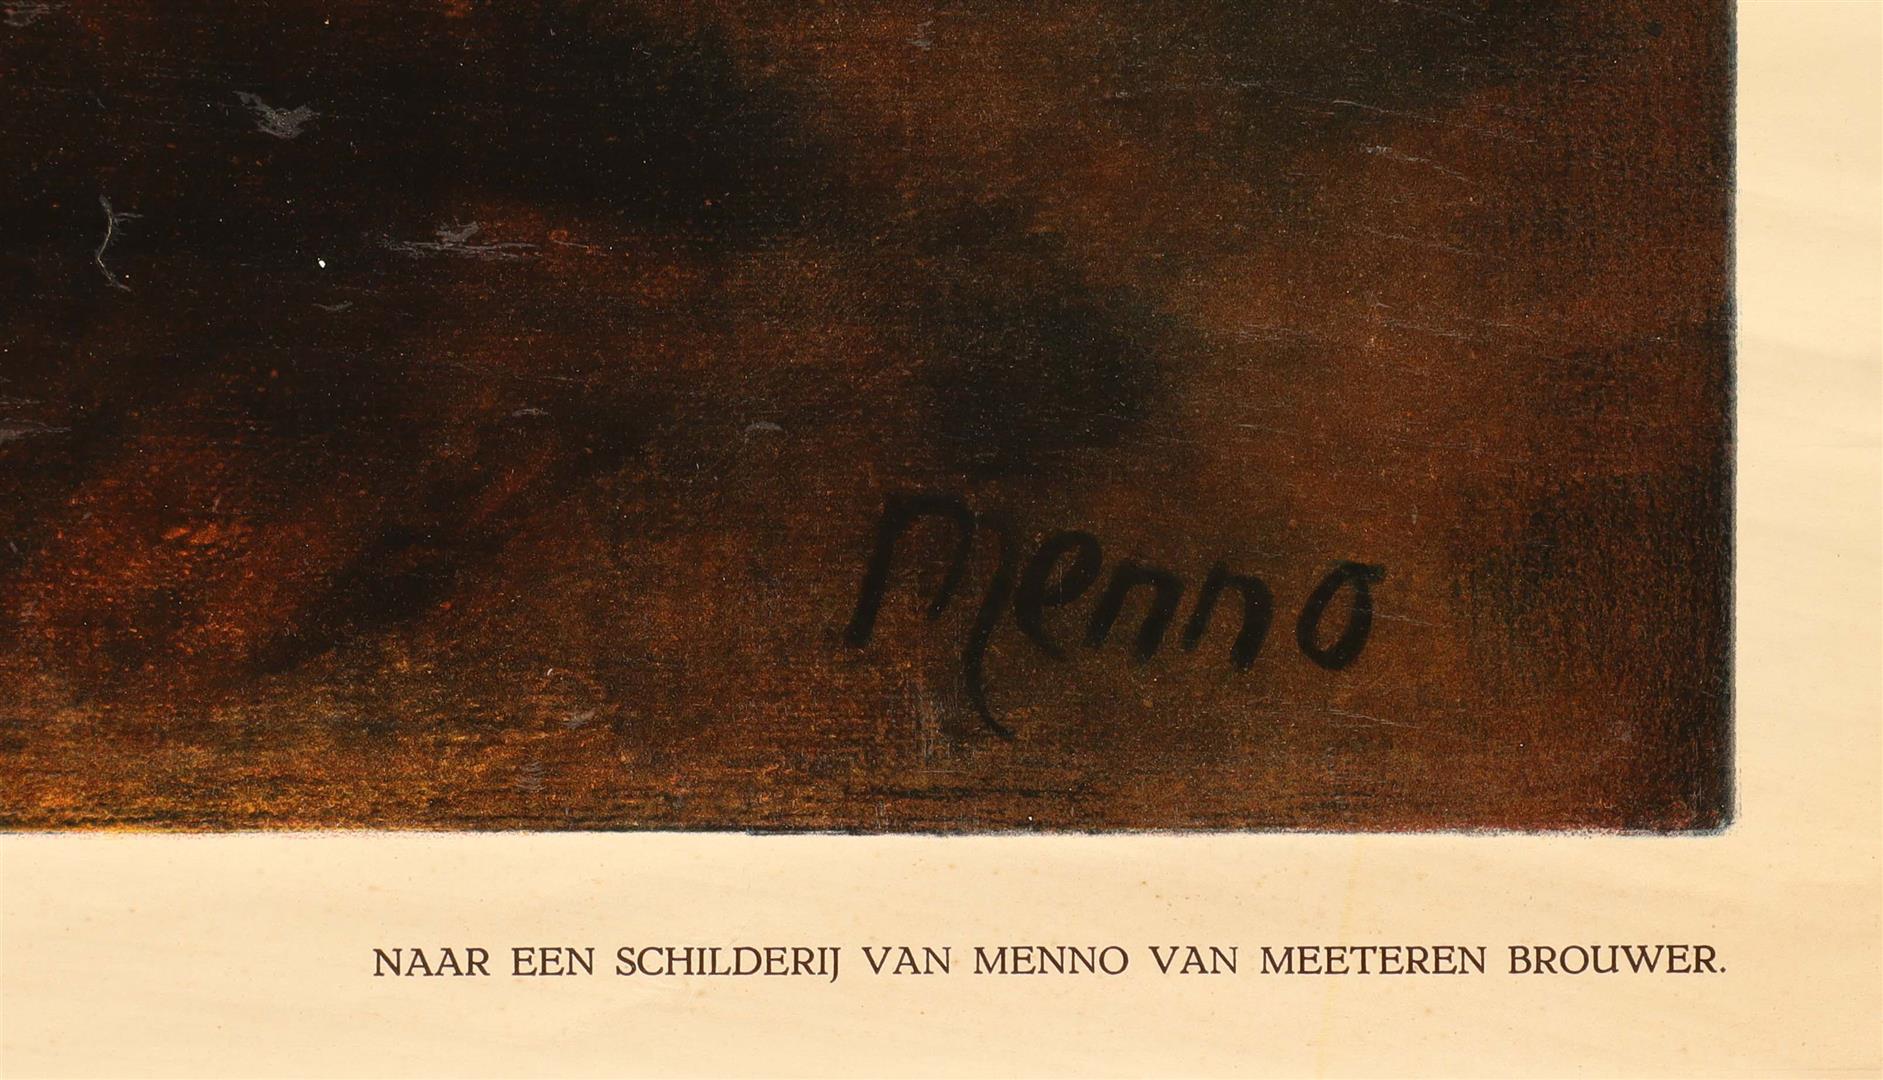 Menno
NAAR EEN SCHILDERIJ VAN MENNO VAN MEETEREN BROUWER.